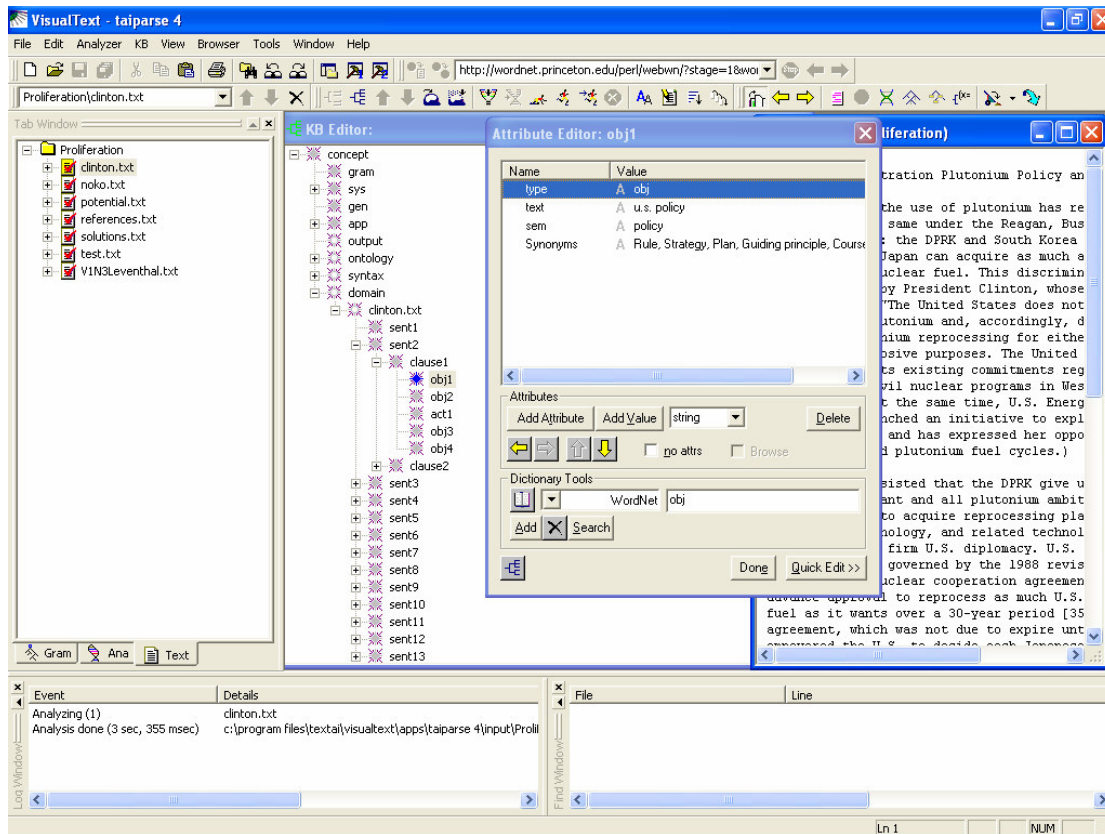 VisualText - taiparse 4
File Edit Analyzer KB View Browser Tools Window Help
http://wordnet.princeton.edu/perl/webwn/?stage=1&wor
Proliferation\clinton.txt
Tab Window
Proliferation
clinton.txt
noko.txt
potential.txt
references.txt
solutions.txt
test.txt
V1N3Leventhal.txt
Gram Ana Text
KB Editor:
concept
gram
sys
gen
app
output
ontology
syntax
domain
clinton.txt
sent1
sent2
clause1
obj1
obj2
act1
obj3
obj4
clause2
sent3
sent4
sent5
sent6
sent7
sent8
sent9
sent10
sent11
sent12
sent13
Attribute Editor: obj1
Name Value
type A obj
text A u.s. policy
sem A policy
Synonyms A Rule, Strategy, Plan, Guiding principle, Course
Attributes
Add Attribute Add Value string Delete
no attrs Browse
Dictionary Tools
WordNet obj
Add Search
Done Quick Edit >>
liferation)
tration Plutonium Policy an
the use of plutonium has re
same under the Reagan, Bus
: the DPRK and South Korea
Japan can acquire as much a
uclear fuel. This discrimin
by President Clinton, whose
"The United States does not
utonium and, accordingly, d
nium reprocessing for eithe
osive purposes. The United
ts existing commitments reg
vil nuclear programs in Wes
t the same time, U.S. Energ
nched an initiative to expl
and has expressed her oppo
d plutonium fuel cycles.)
sisted that the DPRK give u
ant and all plutonium ambit
to acquire reprocessing pla
nology, and related technol
firm U.S. diplomacy. U.S.
governed by the 1988 revis
uclear cooperation agreemen
advance approval to reprocess as much U.S.
fuel as it wants over a 30-year period [35
agreement, which was not due to expire unt
empowered the U.S. to decide each Japanese
Log Window
Event Details
Analyzing (1) clinton.txt
Analysis done (3 sec, 355 msec) c:\program files\textai\visualtext\apps\taiparse 4\input\Prolif
Find Window
File Line
Ln 1 NUM